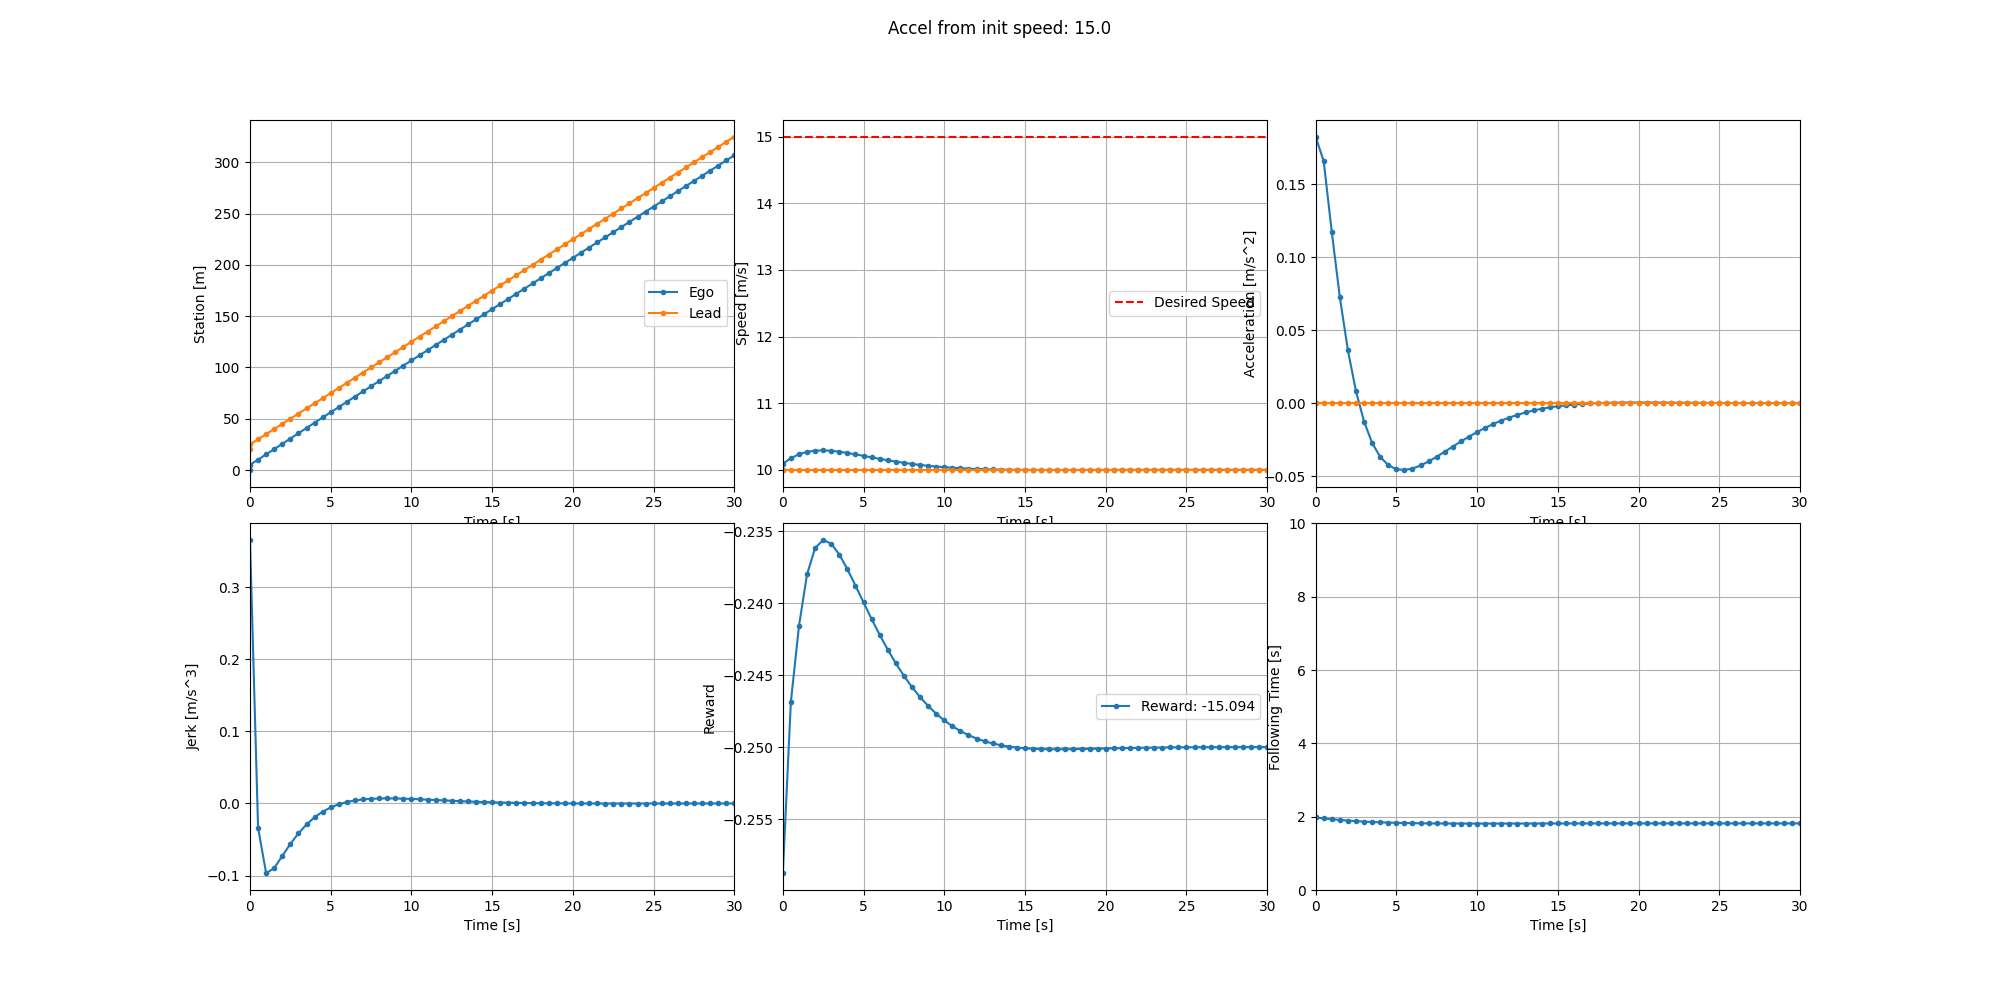 Accel from init speed: 15.0
300
250
200
150
100
50
0
Station [m]
Ego
Lead
0 5 10 15 20 25 30
Time [s]
15
14
13
12
11
10
Speed [m/s]
Desired Speed
0 5 10 15 20 25 30
Time [s]
0.15
0.10
0.05
0.00
−0.05
Acceleration [m/s^2]
0 5 10 15 20 25 30
Time [s]
0.3
0.2
0.1
0.0
−0.1
Jerk [m/s^3]
0 5 10 15 20 25 30
Time [s]
−0.235
−0.240
−0.245
−0.250
−0.255
Reward
Reward: -15.094
0 5 10 15 20 25 30
Time [s]
10
8
6
4
2
0
Following Time [s]
0 5 10 15 20 25 30
Time [s]